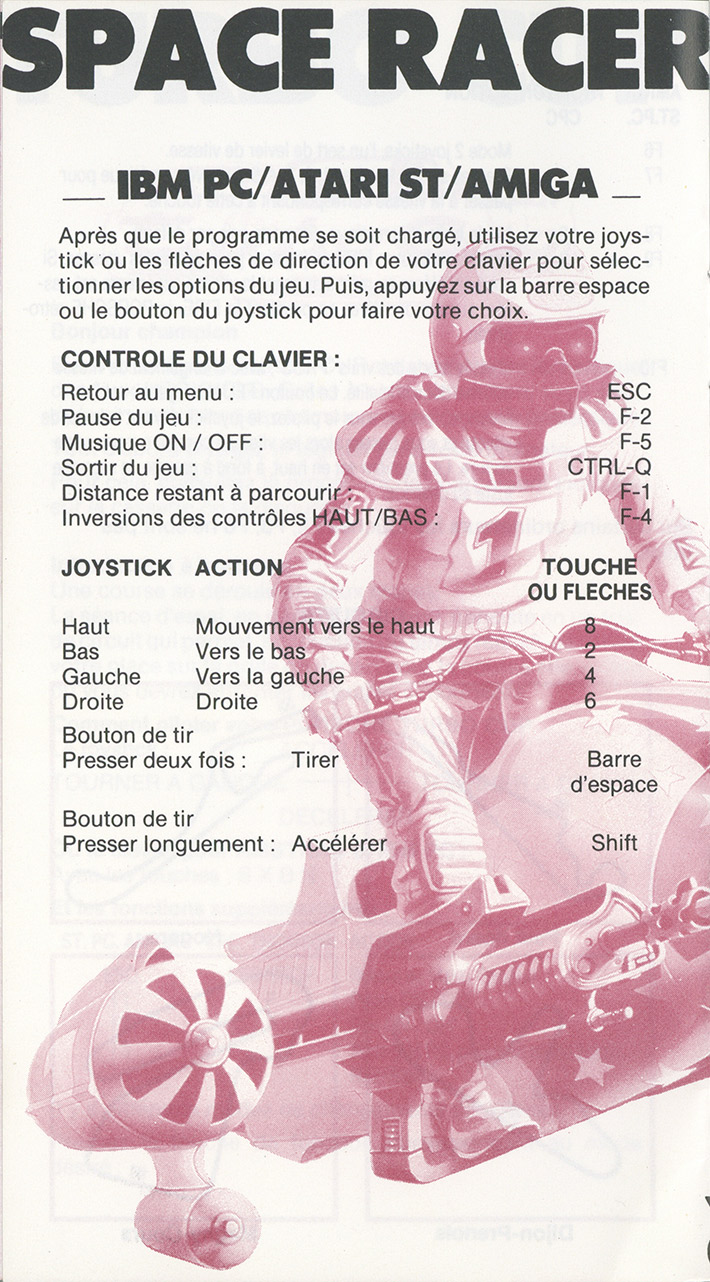 SPACE RACER
IBM PC/ATARI ST/AMIGA
Après que le programme se soit chargé, utilisez votre joys-
tick ou les flèches de direction de votre clavier pour sélec-
tionner les options du jeu. Puis, appuyez sur la barre espace
ou le bouton du joystick pour faire votre choix.
CONTROLE DU CLAVIER :
Retour au menu : ESC
Pause du jeu : F-2
Musique ON / OFF : F-5
Sortir du jeu : CTRL-Q
Distance restant à parcourir : F-1
Inversions des contrôles HAUT/BAS : F-4
JOYSTICK ACTION TOUCHE
OU FLECHES
Haut Mouvement vers le haut 8
Bas Vers le bas 2
Gauche Vers la gauche 4
Droite Droite 6
Bouton de tir
Presser deux fois : Tirer Barre
d'espace
Bouton de tir
Presser longuement : Accélérer Shift
1